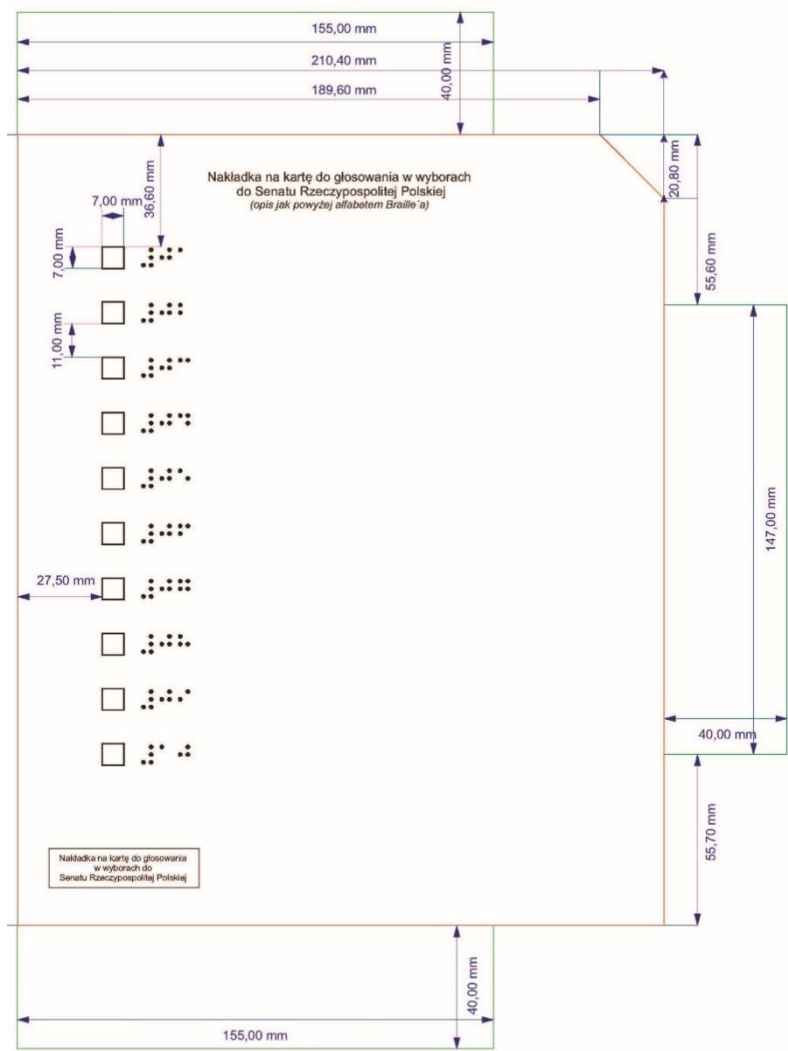 155,00 mm
210,40 mm
189,60 mm
40,00 mm
20,80 mm
55,60 mm
36,60 mm
Nakładka na kartę do głosowania w wyborach
do Senatu Rzeczypospolitej Polskiej
(opis jak powyżej alfabetem Braille´a)
7,00 mm
7,00 mm
11,00 mm
27,50 mm
147,00 mm
40,00 mm
55,70 mm
Nakładka na kartę do głosowania
w wyborach do
Senatu Rzeczypospolitej Polskiej
40,00 mm
155,00 mm